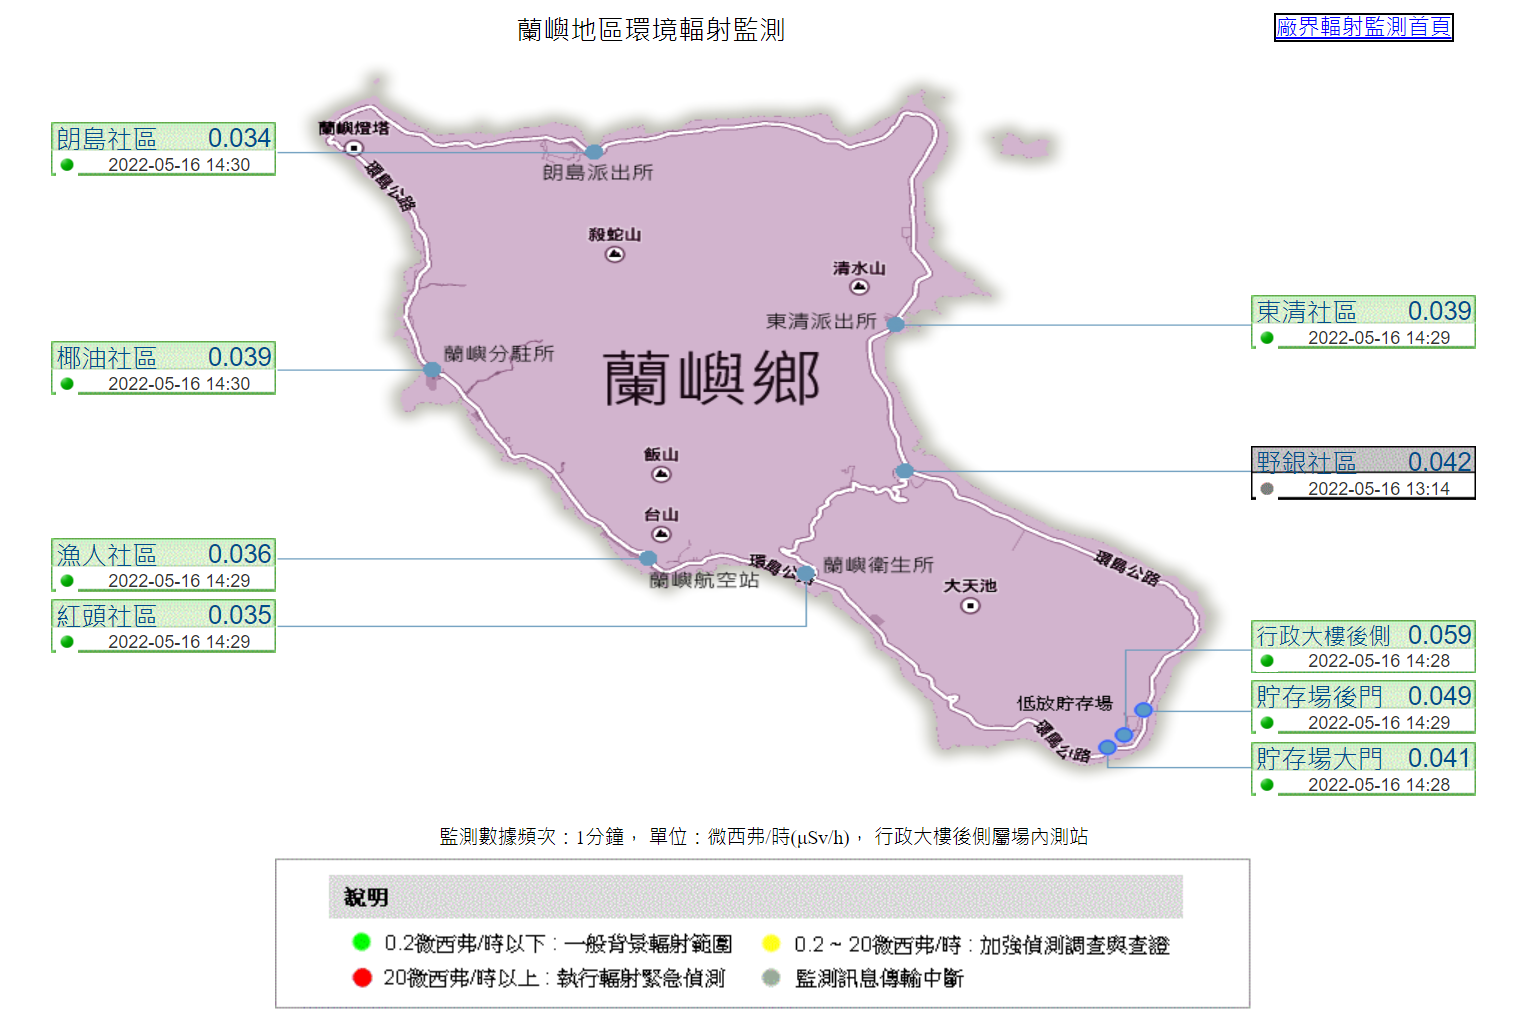 蘭嶼地區環境輻射監測
廠界輻射監測首頁
朗島社區 0.034
2022-05-16 14:30
椰油社區 0.039
2022-05-16 14:30
漁人社區 0.036
2022-05-16 14:29
紅頭社區 0.035
2022-05-16 14:29
蘭嶼燈塔
環島公路
朗島派出所
殺蛇山
清水山
東清派出所
蘭嶼分駐所
蘭嶼鄉
飯山
台山
蘭嶼航空站
環島公路
蘭嶼衛生所
大天池
環島公路
低放貯存場
環島公路
東清社區 0.039
2022-05-16 14:29
野銀社區 0.042
2022-05-16 13:14
行政大樓後側 0.059
2022-05-16 14:28
貯存場後門 0.049
2022-05-16 14:29
貯存場大門 0.041
2022-05-16 14:28
監測數據頻次：1分鐘， 單位：微西弗/時(μSv/h)， 行政大樓後側屬場內測站
說明
0.2微西弗/時以下 : 一般背景輻射範圍
0.2 ~ 20微西弗/時 : 加強偵測調查與查證
20微西弗/時以上 : 執行輻射緊急偵測
監測訊息傳輸中斷